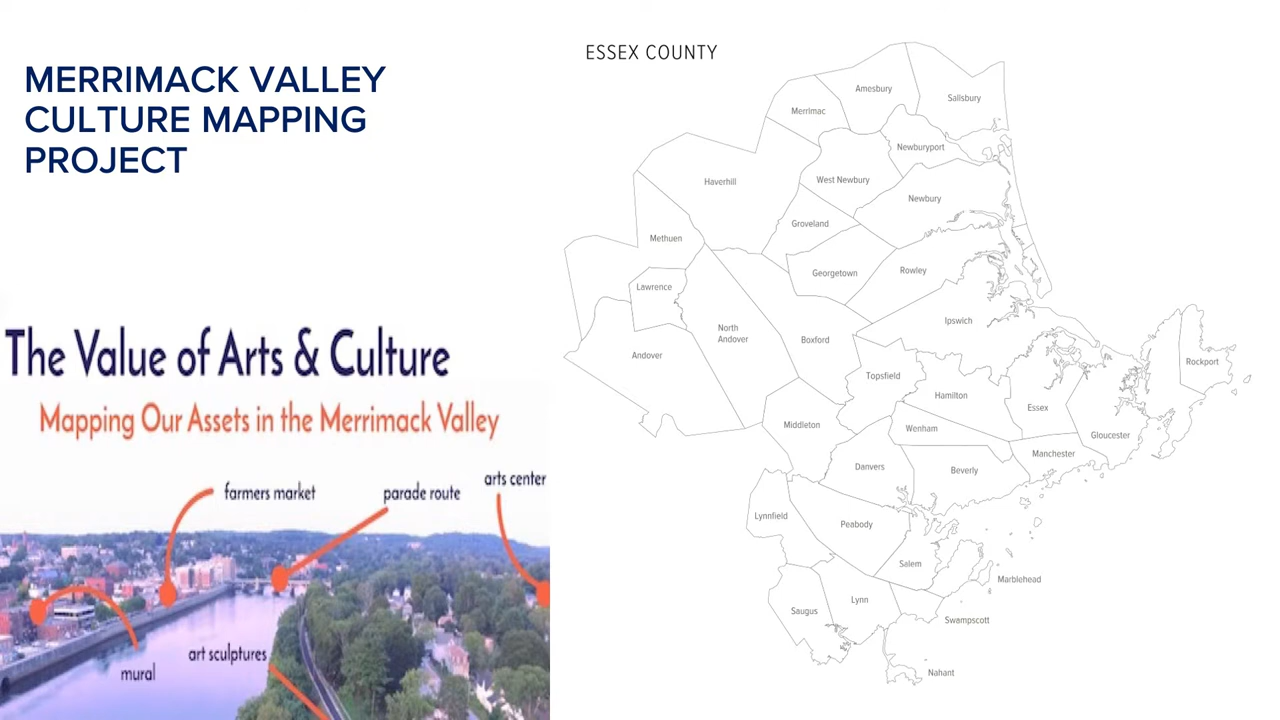 MERRIMACK VALLEY
CULTURE MAPPING
PROJECT
The Value of Arts & Culture
Mapping Our Assets in the Merrimack Valley
farmers market
parade route
arts center
mural
art sculptures
ESSEX COUNTY
Amesbury
Salisbury
Merrimac
Newburyport
Haverhill
West Newbury
Newbury
Groveland
Methuen
Georgetown
Rowley
Lawrence
Ipswich
North
Andover
Boxford
Andover
Rockport
Topsfield
Hamilton
Essex
Middleton
Wenham
Gloucester
Manchester
Danvers
Beverly
Lynnfield
Peabody
Salem
Marblehead
Lynn
Saugus
Swampscott
Nahant